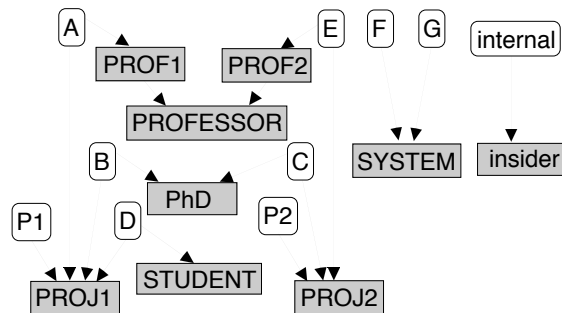 A
E
F
G
internal
PROF1
PROF2
PROFESSOR
B
C
SYSTEM
insider
PhD
P1
D
P2
STUDENT
PROJ1
PROJ2